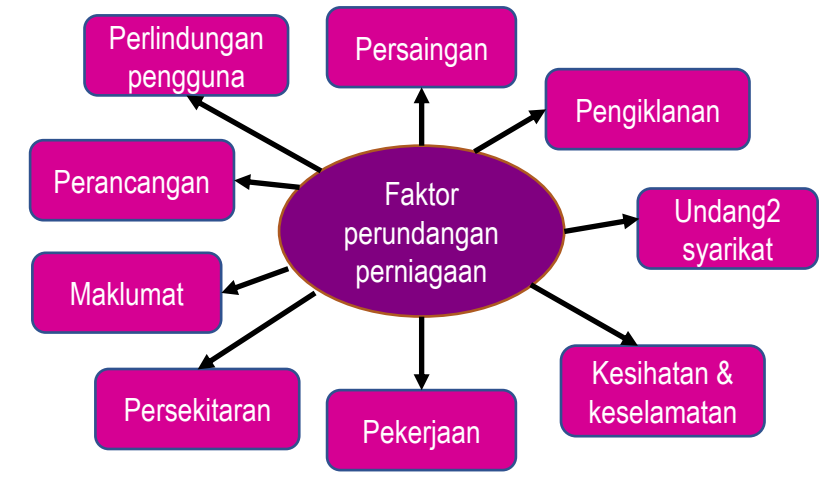 Perlindungan
pengguna
Persaingan
Pengiklanan
Perancangan
Faktor
perundangan
perniagaan
Undang2
syarikat
Maklumat
Kesihatan &
keselamatan
Persekitaran
Pekerjaan